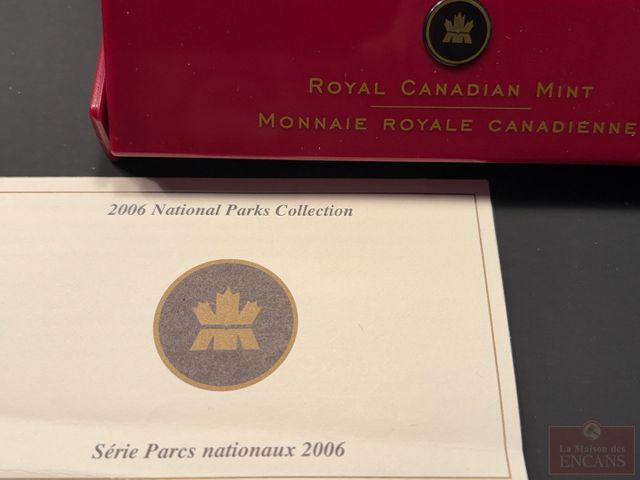 ROYAL CANADIAN MINT
MONNAIE ROYALE CANADIENNE
2006 National Parks Collection
Série Parcs nationaux 2006
La Maison des
ENCANS